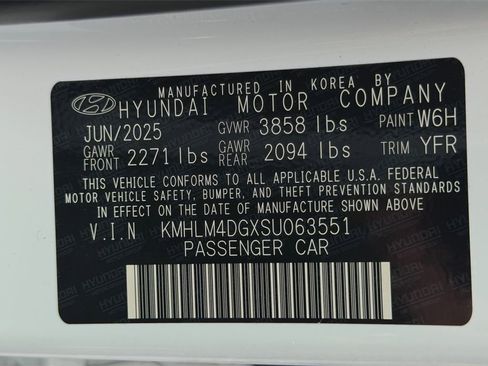 MANUFACTURED IN KOREA BY
HYUNDAI MOTOR COMPANY
JUN/2025 GVWR 3858 lbs PAINT W6H
GAWR FRONT 2271 lbs GAWR REAR 2094 lbs TRIM YFR
THIS VEHICLE CONFORMS TO ALL APPLICABLE U.S.A. FEDERAL
MOTOR VEHICLE SAFETY, BUMPER, AND THEFT PREVENTION STANDARDS
IN EFFECT ON THE DATE OF MANUFACTURE SHOWN ABOVE
V.I.N KMHLM4DGXSU063551
PASSENGER CAR